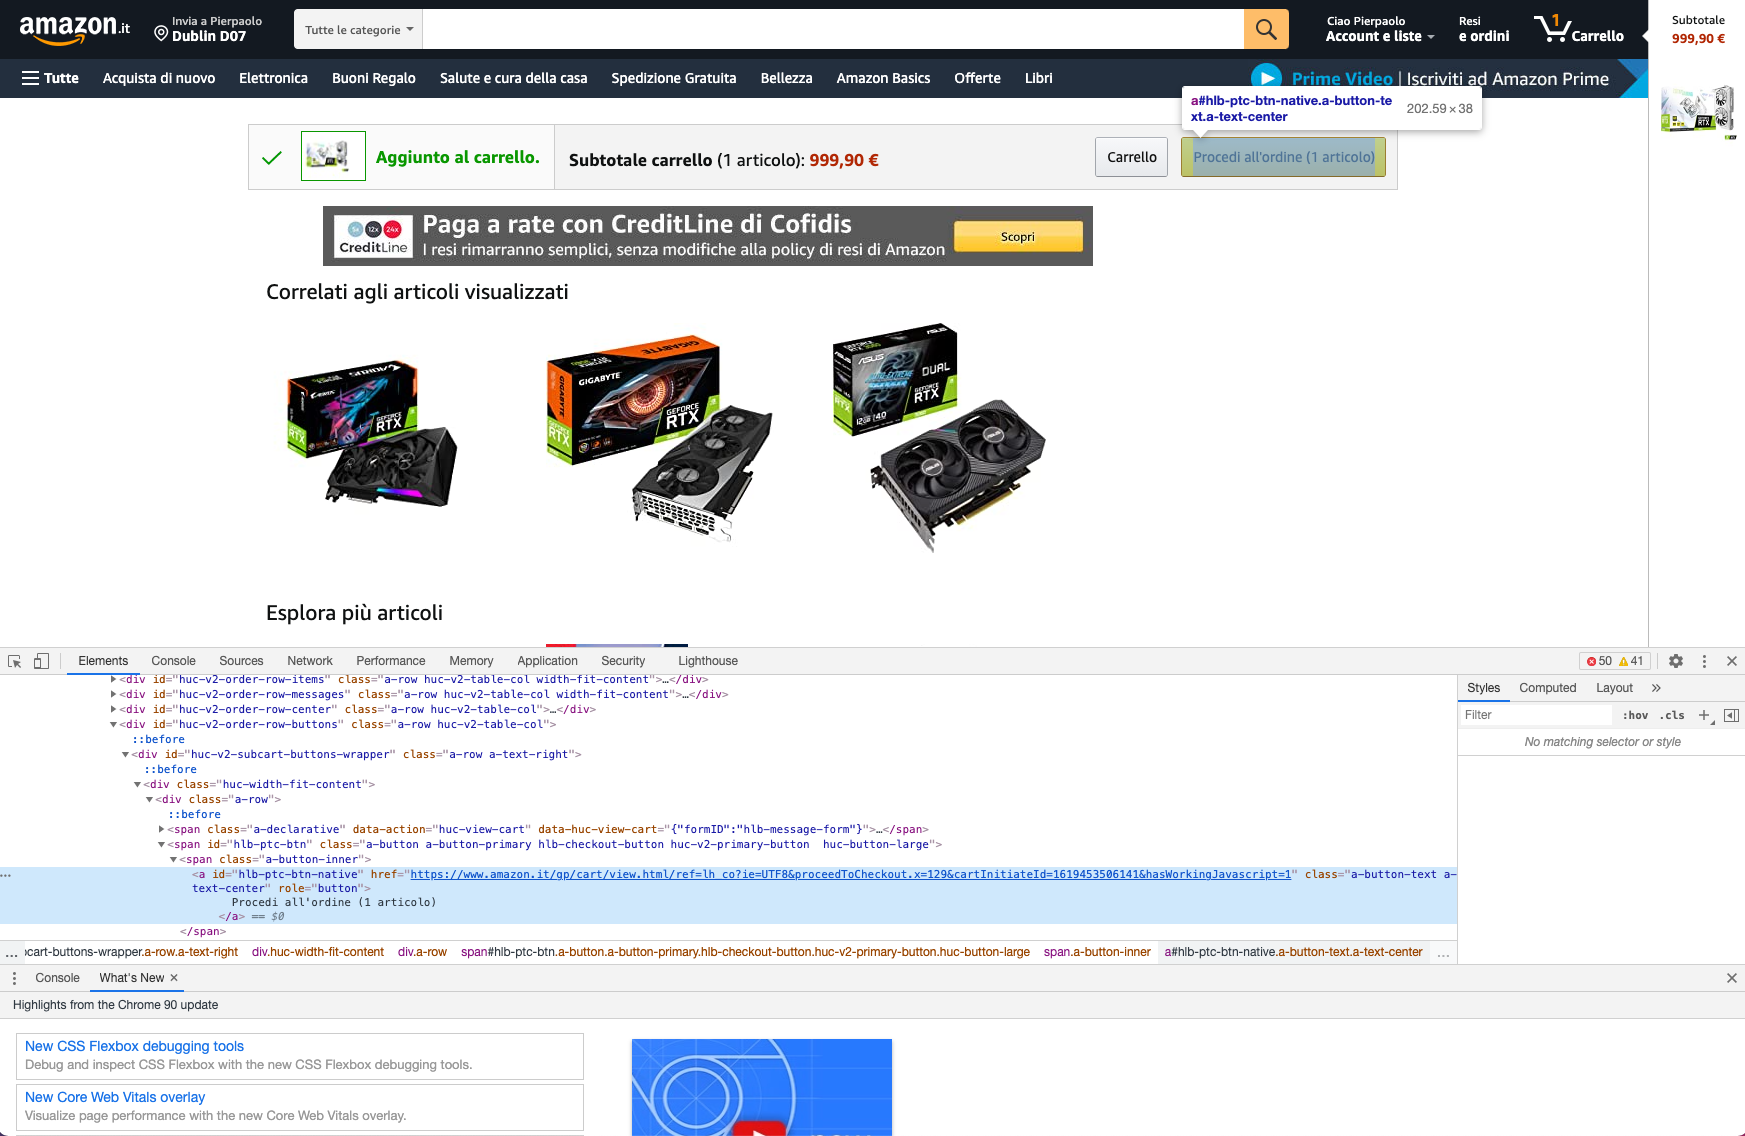 amazon.it
Invia a Pierpaolo
Dublin D07
Tutte le categorie
Ciao Pierpaolo
Account e liste
Resi
e ordini
1
Carrello
Subtotale
999,90 €
Tutte
Acquista di nuovo
Elettronica
Buoni Regalo
Salute e cura della casa
Spedizione Gratuita
Bellezza
Amazon Basics
Offerte
Libri
Prime Video | Iscriviti ad Amazon Prime
a#hlb-ptc-btn-native.a-button-te
xt.a-text-center
202.59 × 38
Aggiunto al carrello.
Subtotale carrello (1 articolo): 999,90 €
Carrello
Procedi all'ordine (1 articolo)
5x 12x 24x
CreditLine
Paga a rate con CreditLine di Cofidis
I resi rimarranno semplici, senza modifiche alla policy di resi di Amazon
Scopri
Correlati agli articoli visualizzati
AORUS
GEFORCE
RTX
GIGABYTE
GIGABYTE
GEFORCE
RTX
ASUS
DUAL
GEFORCE
RTX
Esplora più articoli
Elements
Console
Sources
Network
Performance
Memory
Application
Security
Lighthouse
50
41
<div id="huc-v2-order-row-items" class="a-row huc-v2-table-col width-fit-content">…</div>
<div id="huc-v2-order-row-messages" class="a-row huc-v2-table-col width-fit-content">…</div>
<div id="huc-v2-order-row-center" class="a-row huc-v2-table-col">…</div>
<div id="huc-v2-order-row-buttons" class="a-row huc-v2-table-col">
::before
<div id="huc-v2-subcart-buttons-wrapper" class="a-row a-text-right">
::before
<div class="huc-width-fit-content">
<div class="a-row">
::before
<span class="a-declarative" data-action="huc-view-cart" data-huc-view-cart="{"formID":"hlb-message-form"}">…</span>
<span id="hlb-ptc-btn" class="a-button a-button-primary hlb-checkout-button huc-v2-primary-button  huc-button-large">
<span class="a-button-inner">
<a id="hlb-ptc-btn-native" href="https://www.amazon.it/gp/cart/view.html/ref=lh_co?ie=UTF8&proceedToCheckout.x=129&cartInitiateId=1619453506141&hasWorkingJavascript=1" class="a-button-text a-
text-center" role="button">
Procedi all'ordine (1 articolo)
</a> == $0
</span>
Styles
Computed
Layout
Filter
:hov
.cls
No matching selector or style
… cart-buttons-wrapper.a-row.a-text-right
div.huc-width-fit-content
div.a-row
span#hlb-ptc-btn.a-button.a-button-primary.hlb-checkout-button.huc-v2-primary-button.huc-button-large
span.a-button-inner
a#hlb-ptc-btn-native.a-button-text.a-text-center
…
Console
What's New
Highlights from the Chrome 90 update
New CSS Flexbox debugging tools
Debug and inspect CSS Flexbox with the new CSS Flexbox debugging tools.
New Core Web Vitals overlay
Visualize page performance with the new Core Web Vitals overlay.